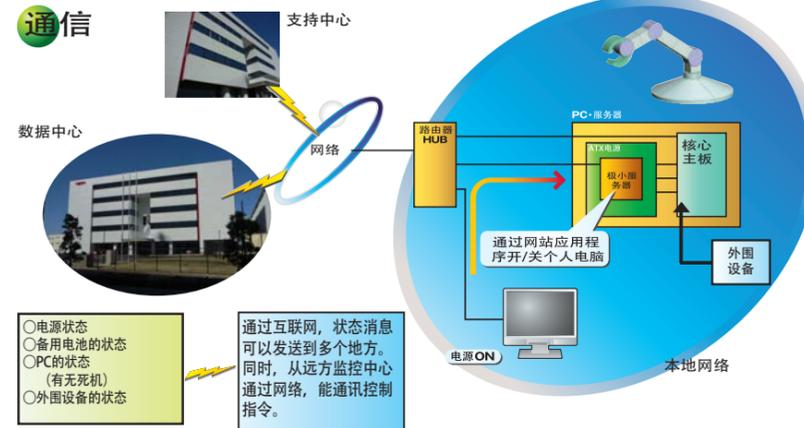 通信
支持中心
数据中心
网络
路由器
HUB
PC·服务器
ATX电源
极小服
务器
核心
主板
通过网站应用程
序开/关个人电脑
外围
设备
电源ON
本地网络
○电源状态
○备用电池的状态
○PC的状态
（有无死机）
○外围设备的状态
通过互联网，状态消息
可以发送到多个地方。
同时，从远方监控中心
通过网络，能通讯控制
指令。